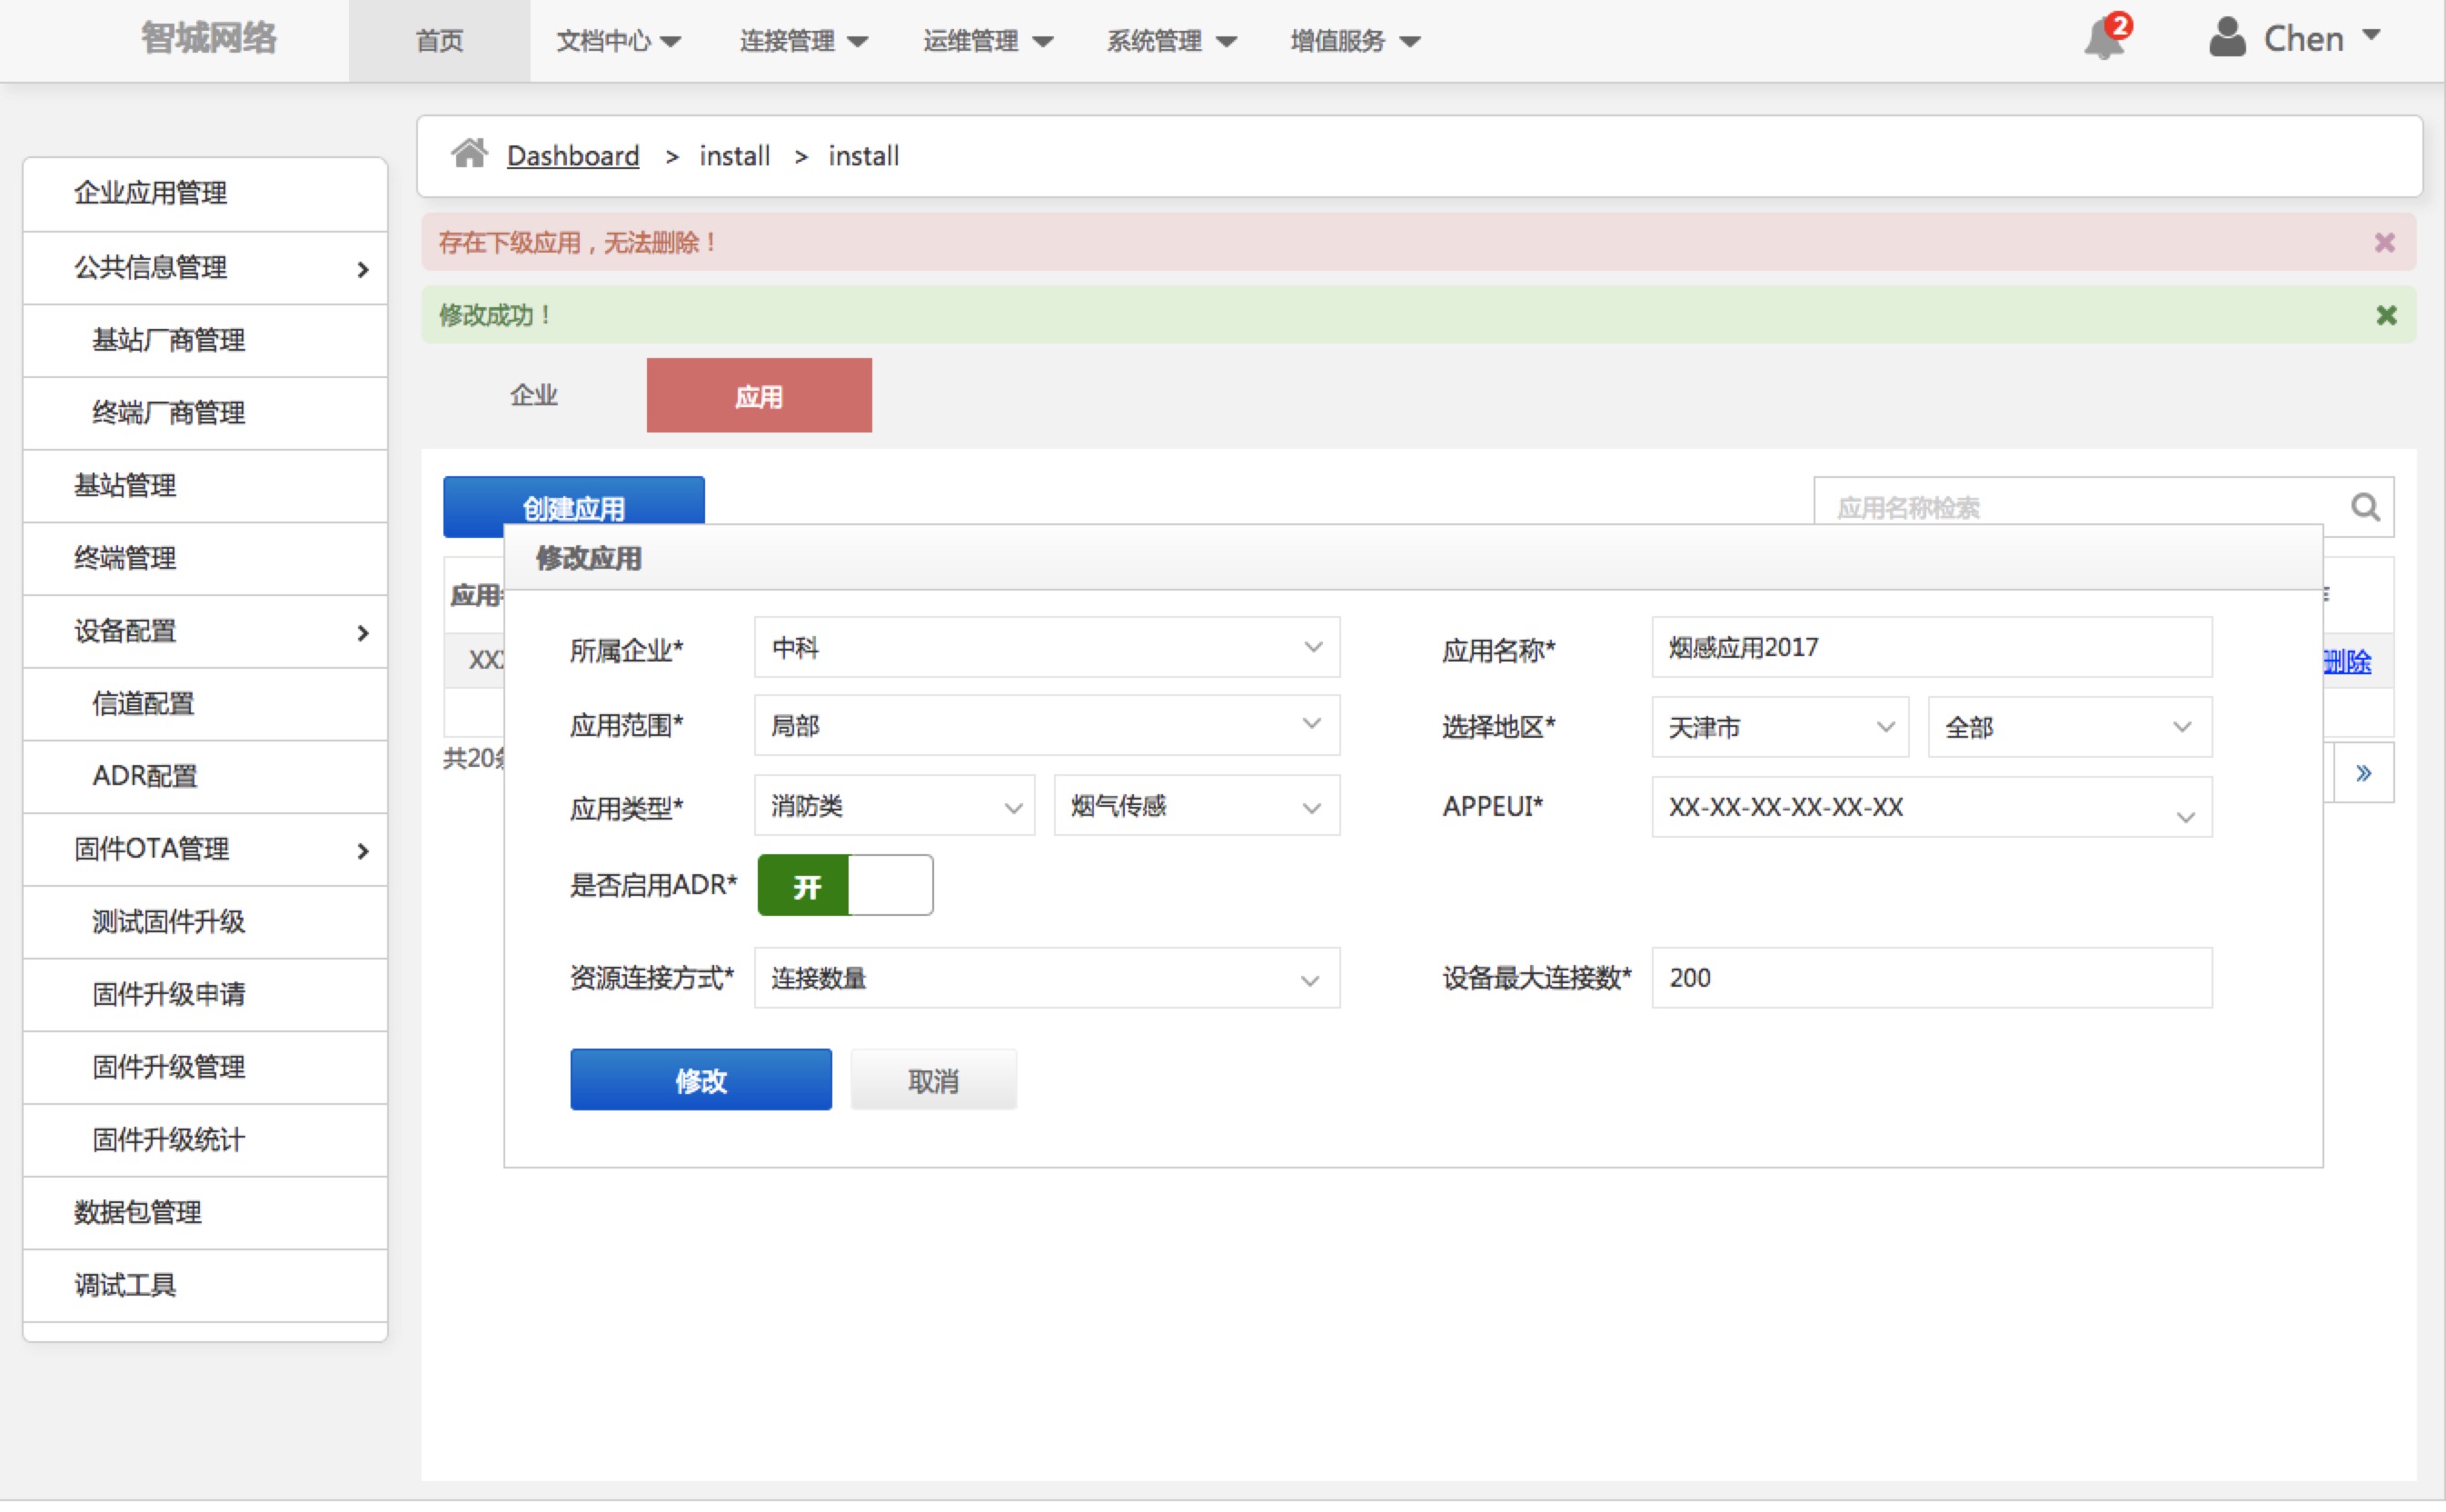 智城网络
首页 文档中心 连接管理 运维管理 系统管理 增值服务 2 Chen
Dashboard > install > install
企业应用管理
公共信息管理
基站厂商管理
终端厂商管理
基站管理
终端管理
设备配置
信道配置
ADR配置
固件OTA管理
测试固件升级
固件升级申请
固件升级管理
固件升级统计
数据包管理
调试工具
存在下级应用，无法删除！
修改成功！
企业 应用
创建应用 应用名称检索
应用
XX
删除
共20
»
修改应用
所属企业* 中科 应用名称* 烟感应用2017
应用范围* 局部 选择地区* 天津市 全部
应用类型* 消防类 烟气传感 APPEUI* XX-XX-XX-XX-XX-XX
是否启用ADR* 开
资源连接方式* 连接数量 设备最大连接数* 200
修改 取消